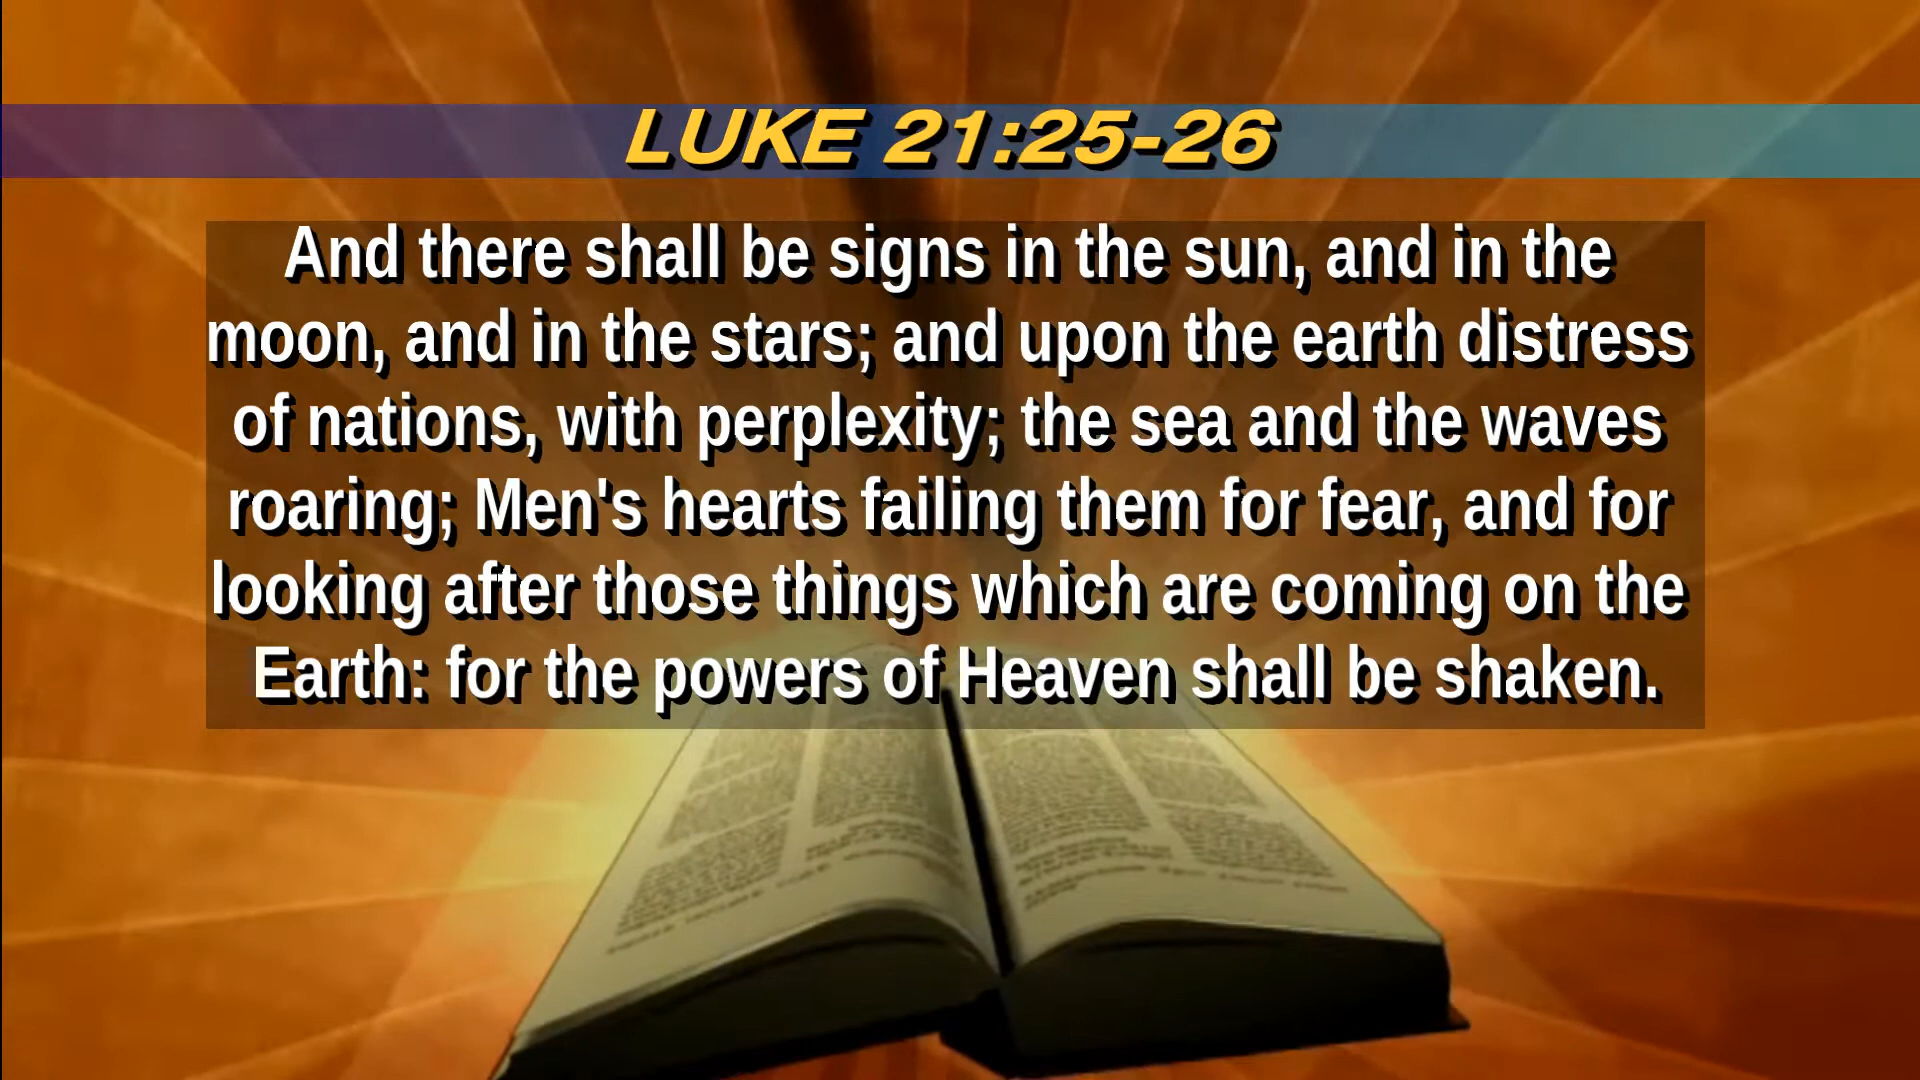 LUKE 21:25-26
And there shall be signs in the sun, and in the
moon, and in the stars; and upon the earth distress
of nations, with perplexity; the sea and the waves
roaring; Men's hearts failing them for fear, and for
looking after those things which are coming on the
Earth: for the powers of Heaven shall be shaken.